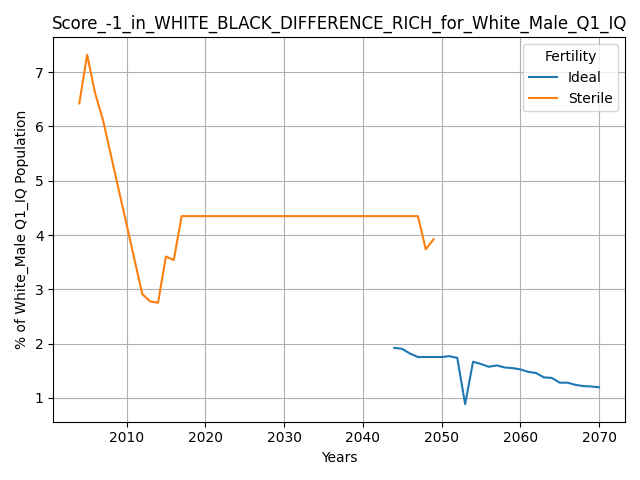 Score_-1_in_WHITE_BLACK_DIFFERENCE_RICH_for_White_Male_Q1_IQ
Fertility
Ideal
Sterile
% of White_Male Q1_IQ Population
7
6
5
4
3
2
1
2010 2020 2030 2040 2050 2060 2070
Years